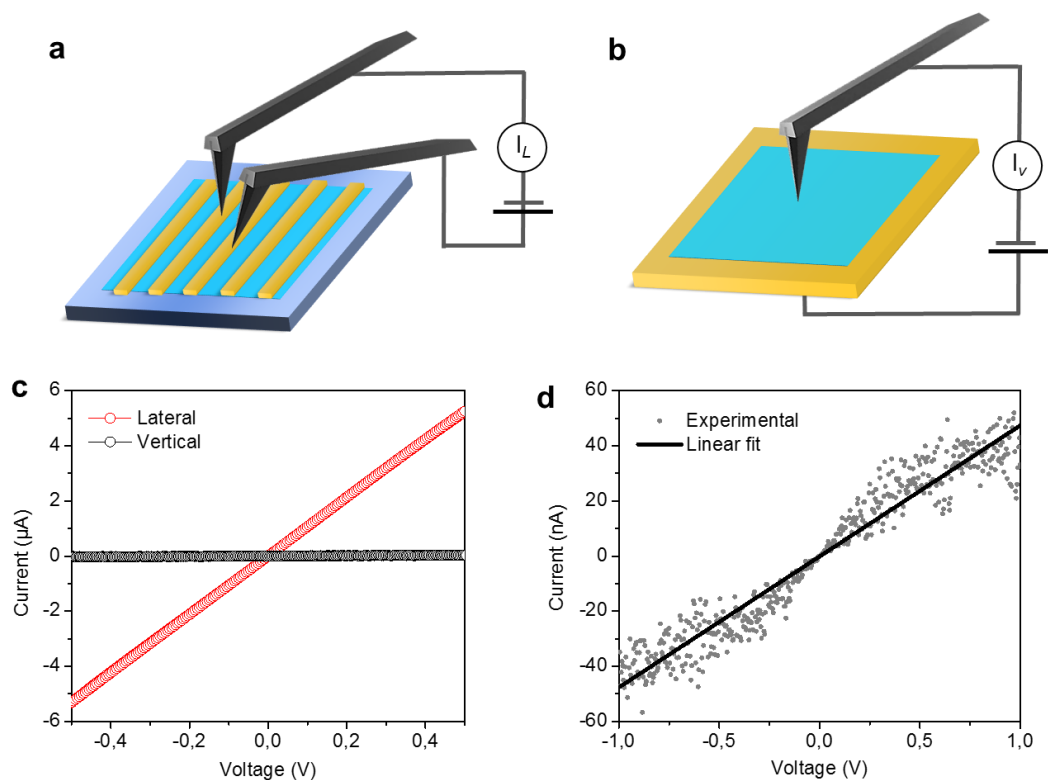 a
I_L
b
I_v
c
6
4
2
0
-2
-4
-6
Current (µA)
Lateral
Vertical
-0,4
-0,2
0,0
0,2
0,4
Voltage (V)
d
60
40
20
0
-20
-40
-60
Current (nA)
Experimental
Linear fit
-1,0
-0,5
0,0
0,5
1,0
Voltage (V)